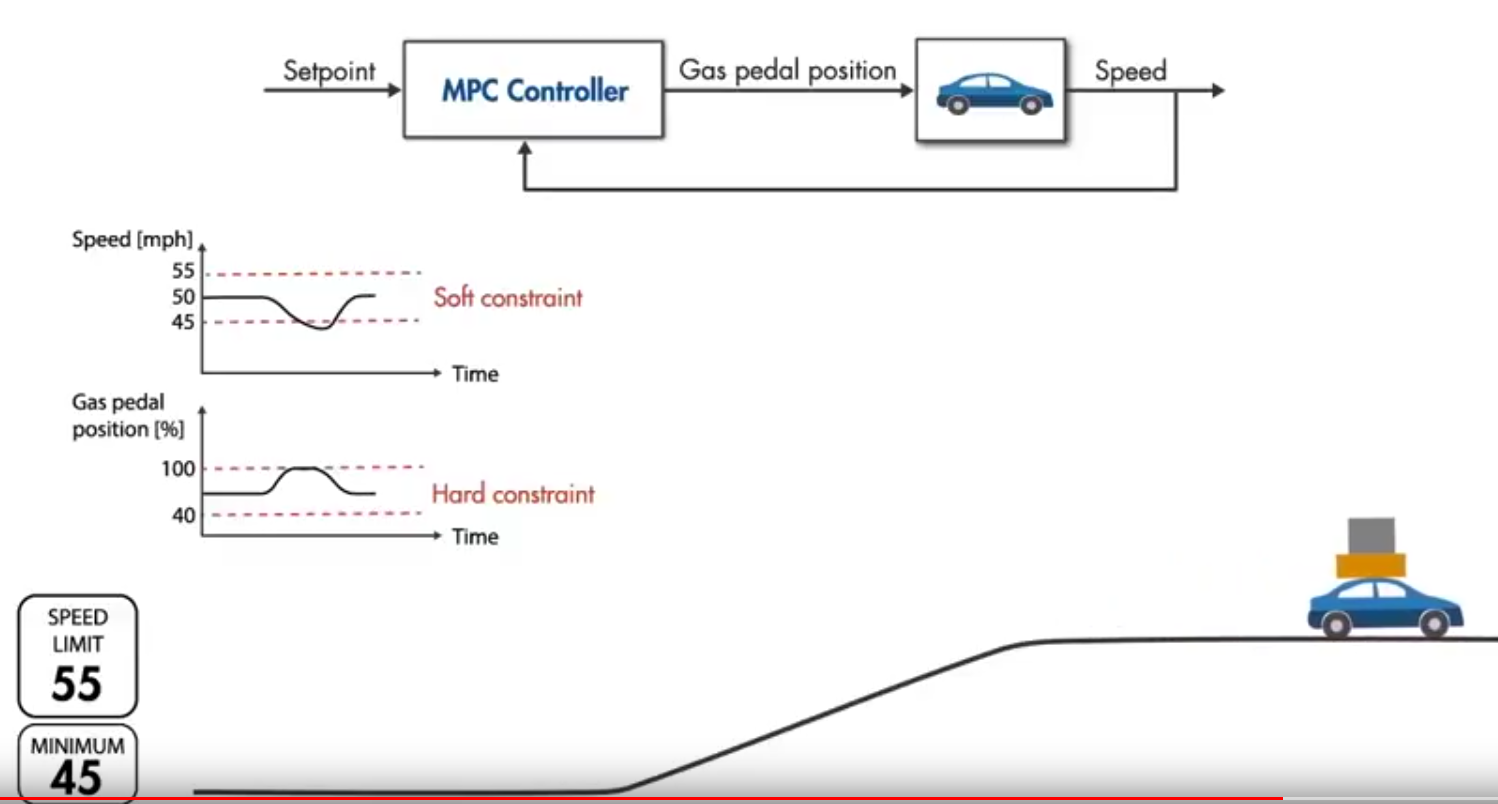 Setpoint
MPC Controller
Gas pedal position
Speed
Speed [mph]
55
50
45
Soft constraint
Time
Gas pedal
position [%]
100
40
Hard constraint
Time
SPEED
LIMIT
55
MINIMUM
45